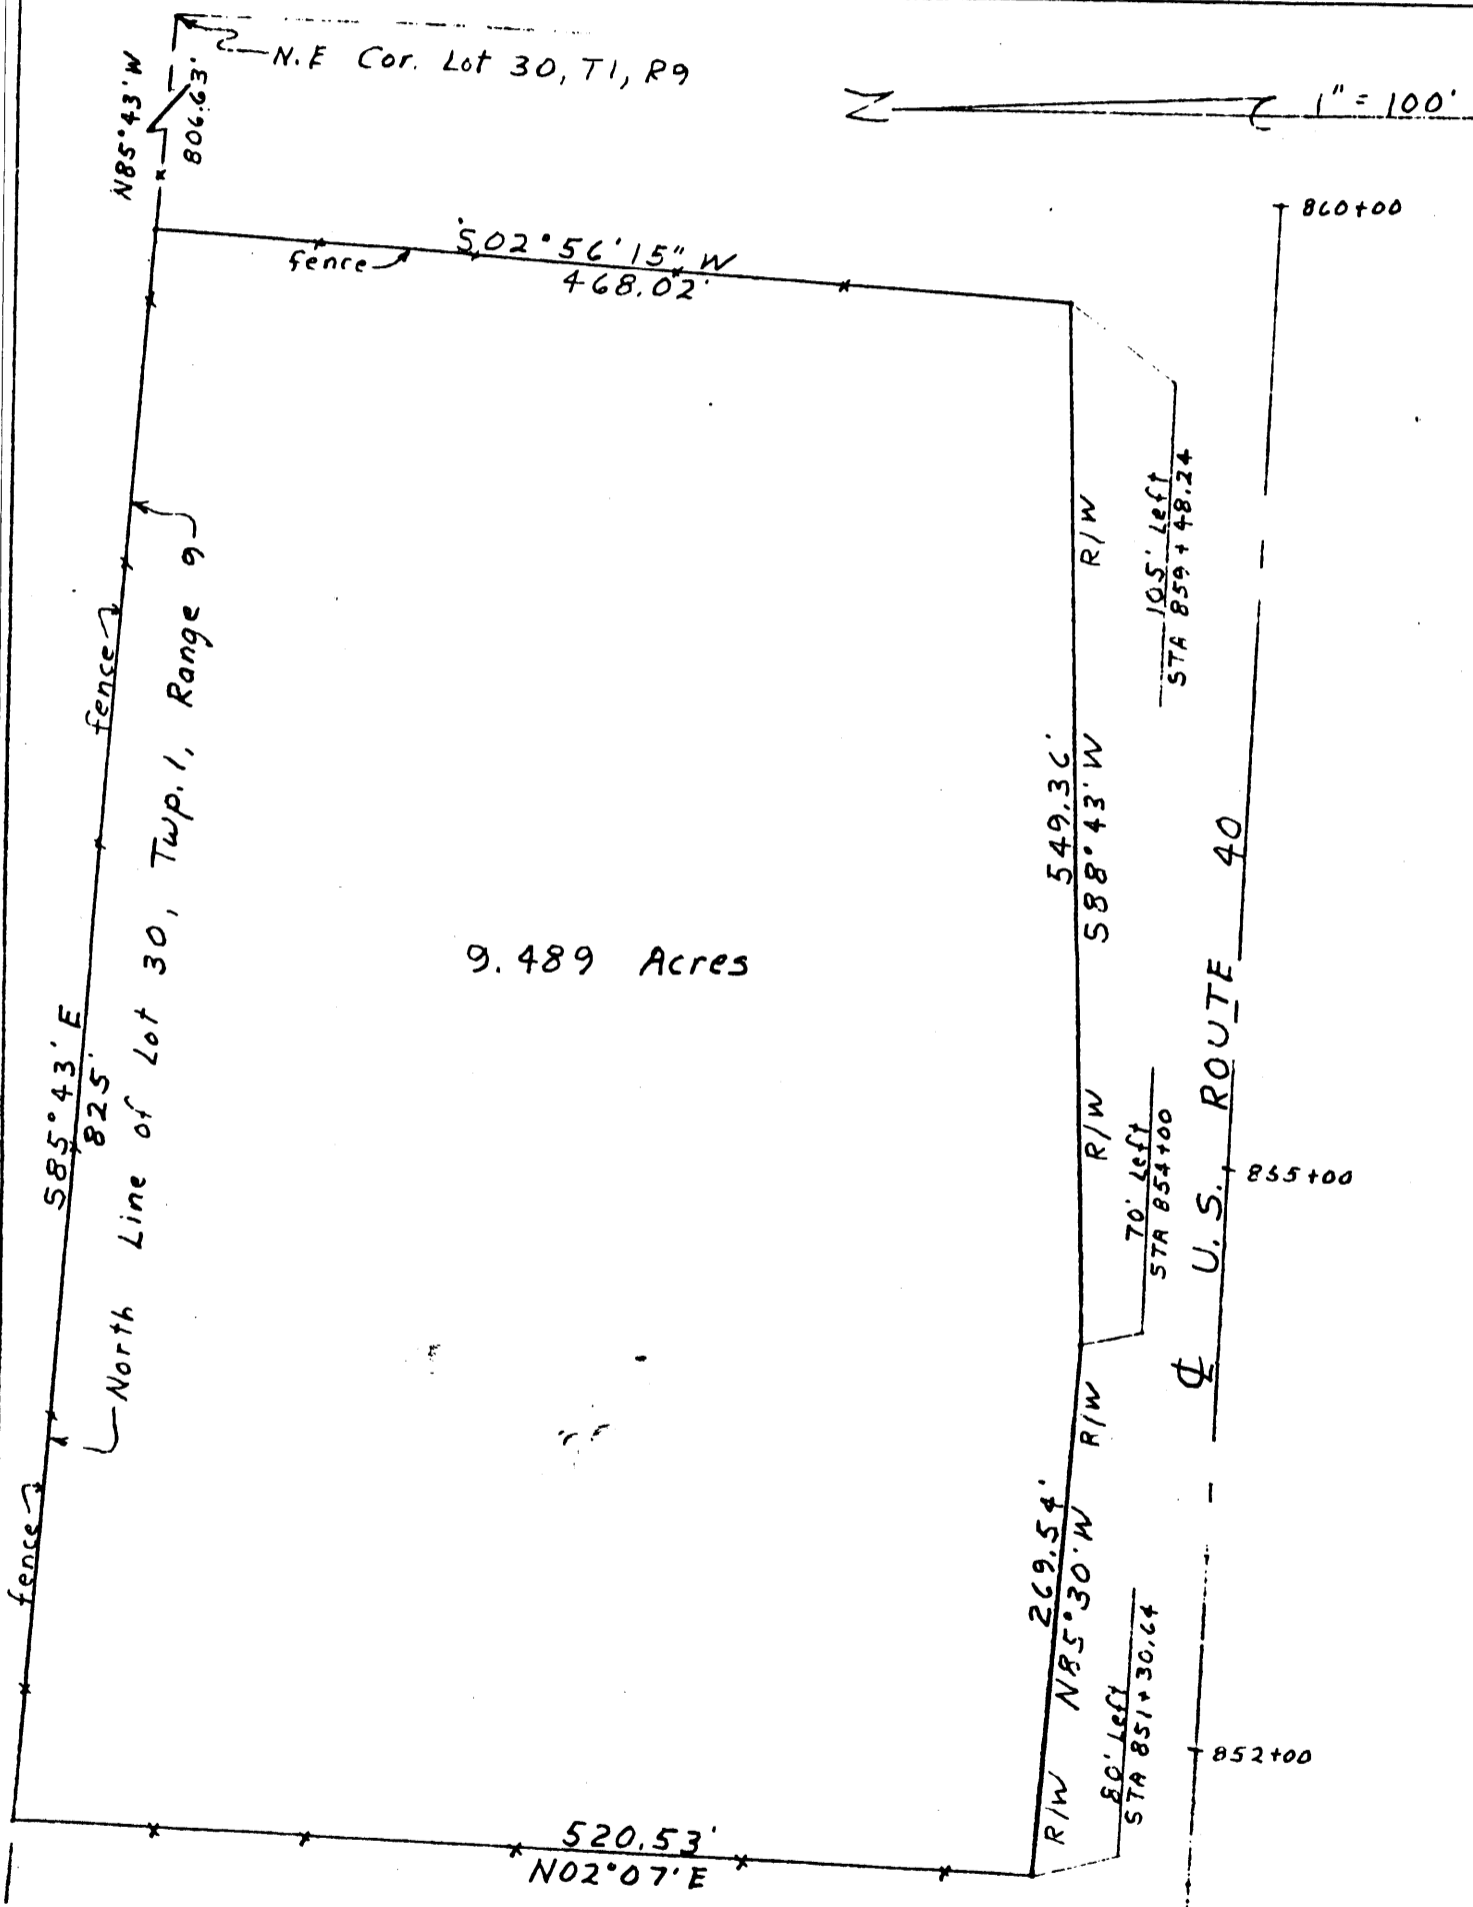 N.E Cor. Lot 30, T1, R9
N85°43'W
806.63'
1" = 100'
860+00
S02°56'15" W
468.02'
fence
R/W
105' Left
STA 859+48.24
fence
North Line of Lot 30, Twp. 1, Range 9
549.36'
S88°43'W
U.S. ROUTE 40
9.489 Acres
S85°43'E
825'
R/W
70' Left
STA 854+00
855+00
℄
R/W
fence
269.54'
N85°30'W
80' Left
STA 851+30.64
852+00
R/W
520.53'
N02°07'E